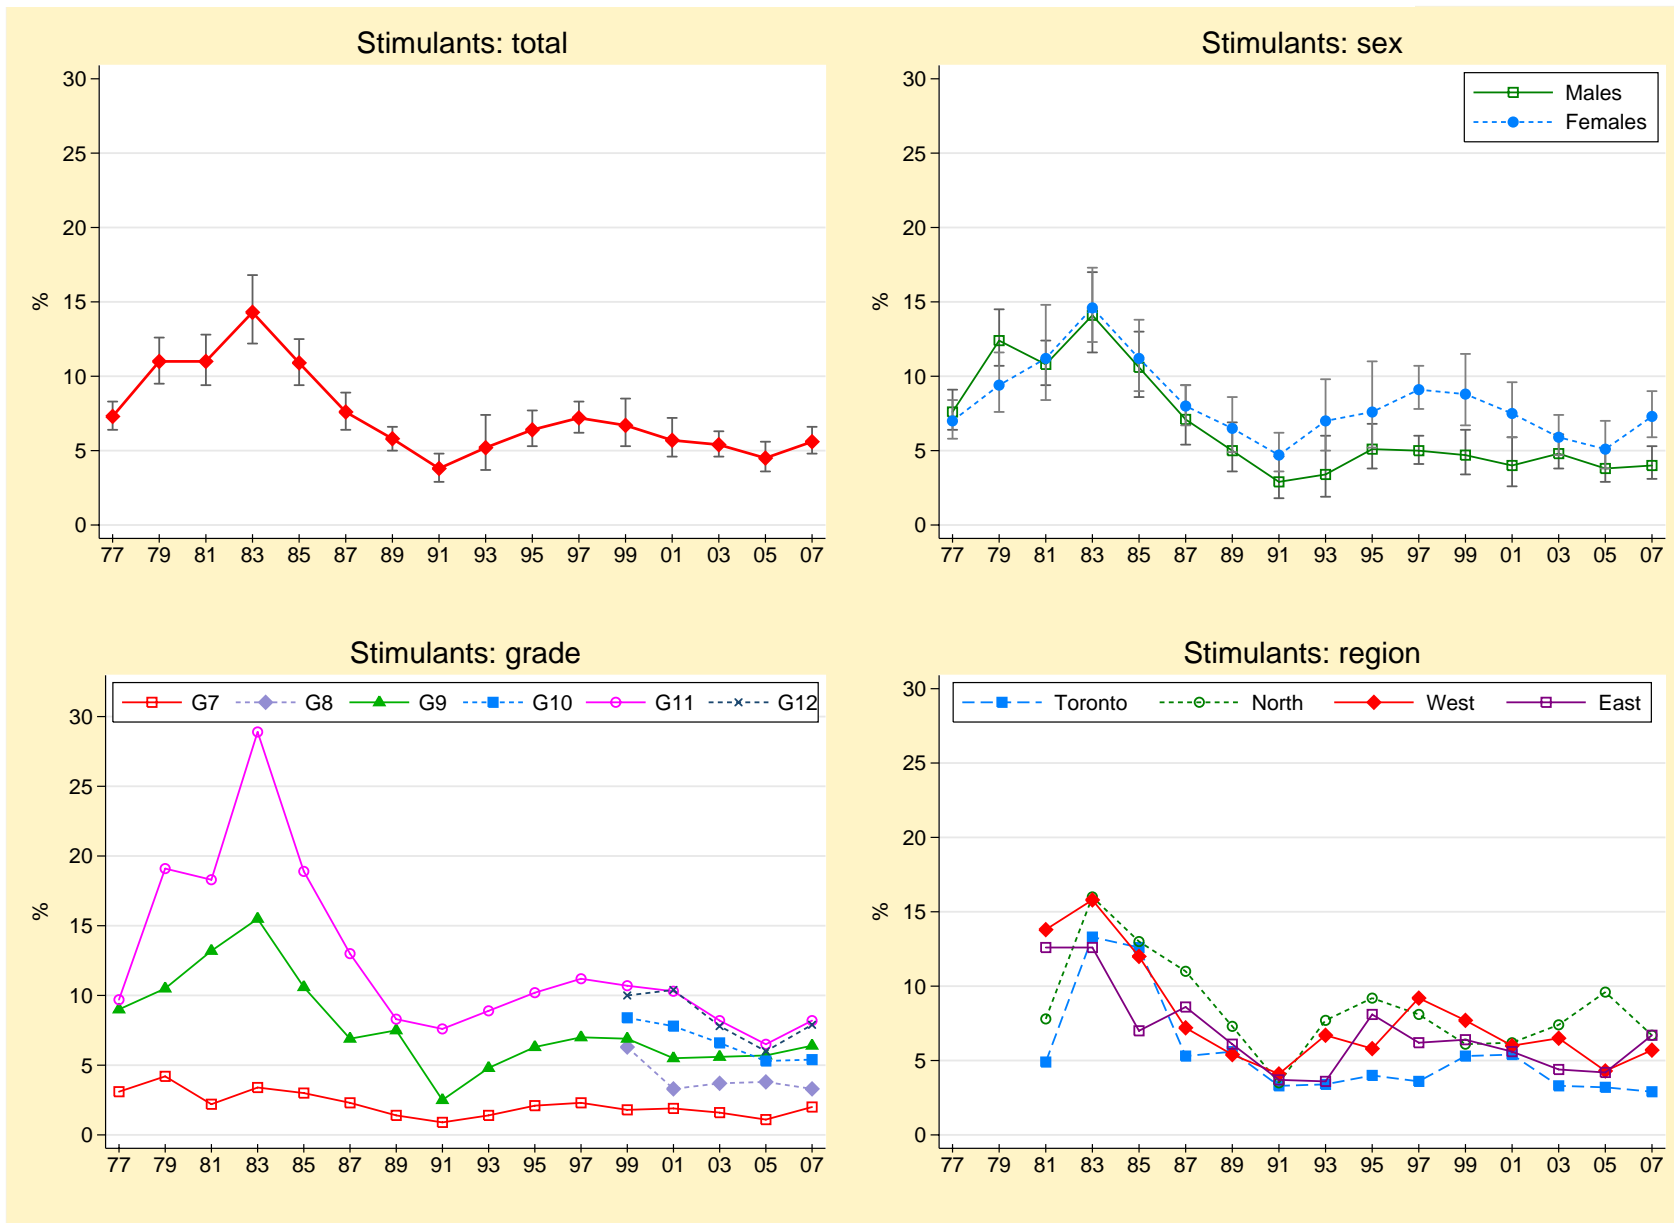 Stimulants: total
30
25
20
15
10
5
0
%
77 79 81 83 85 87 89 91 93 95 97 99 01 03 05 07
Stimulants: sex
Males
Females
30
25
20
15
10
5
0
%
77 79 81 83 85 87 89 91 93 95 97 99 01 03 05 07
Stimulants: grade
G7 G8 G9 G10 G11 G12
30
25
20
15
10
5
0
%
77 79 81 83 85 87 89 91 93 95 97 99 01 03 05 07
Stimulants: region
Toronto North West East
30
25
20
15
10
5
0
%
77 79 81 83 85 87 89 91 93 95 97 99 01 03 05 07